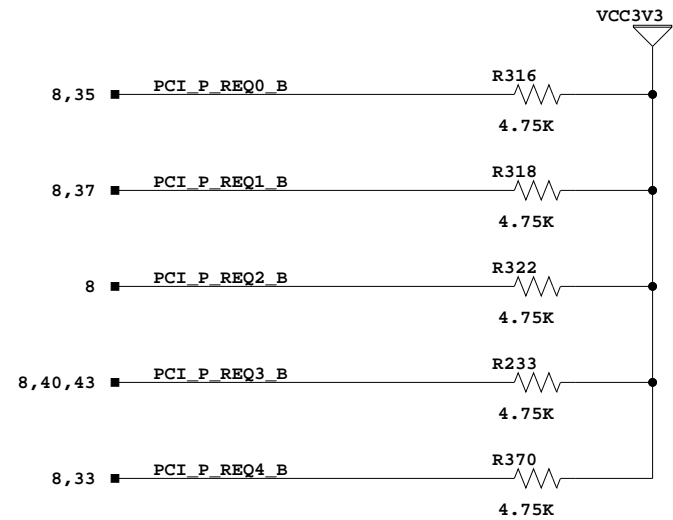 VCC3V3
8,35 PCI_P_REQ0_B R316
4.75K
8,37 PCI_P_REQ1_B R318
4.75K
8 PCI_P_REQ2_B R322
4.75K
8,40,43 PCI_P_REQ3_B R233
4.75K
8,33 PCI_P_REQ4_B R370
4.75K